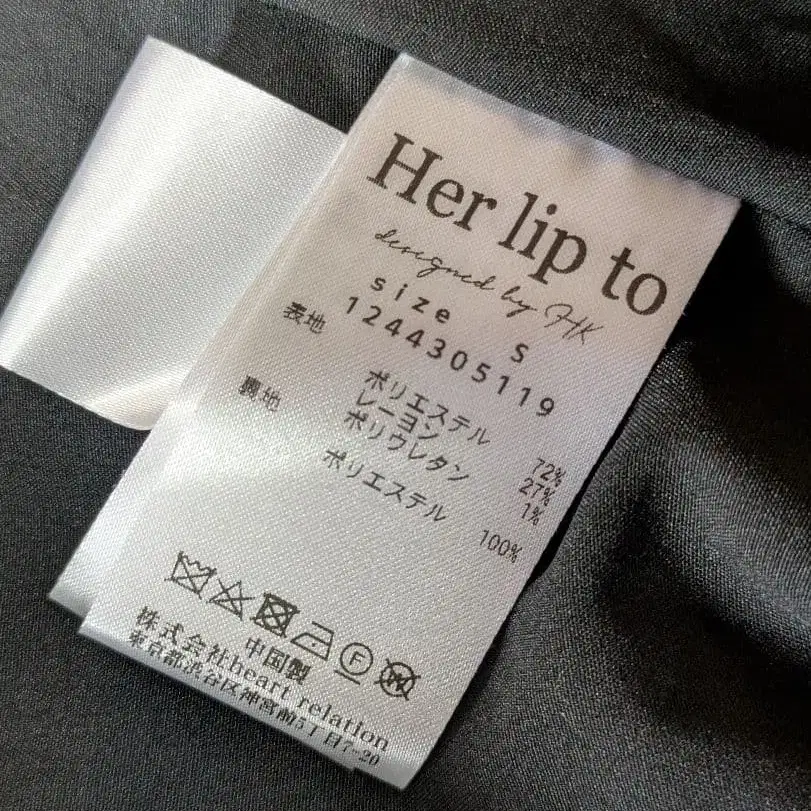 Her lip to
designed by HK
size S
1244305119
表地 ポリエステル 72%
レーヨン 27%
ポリウレタン 1%
裏地 ポリエステル 100%
中国製
株式会社heart relation
東京都渋谷区神宮前5丁目7-20